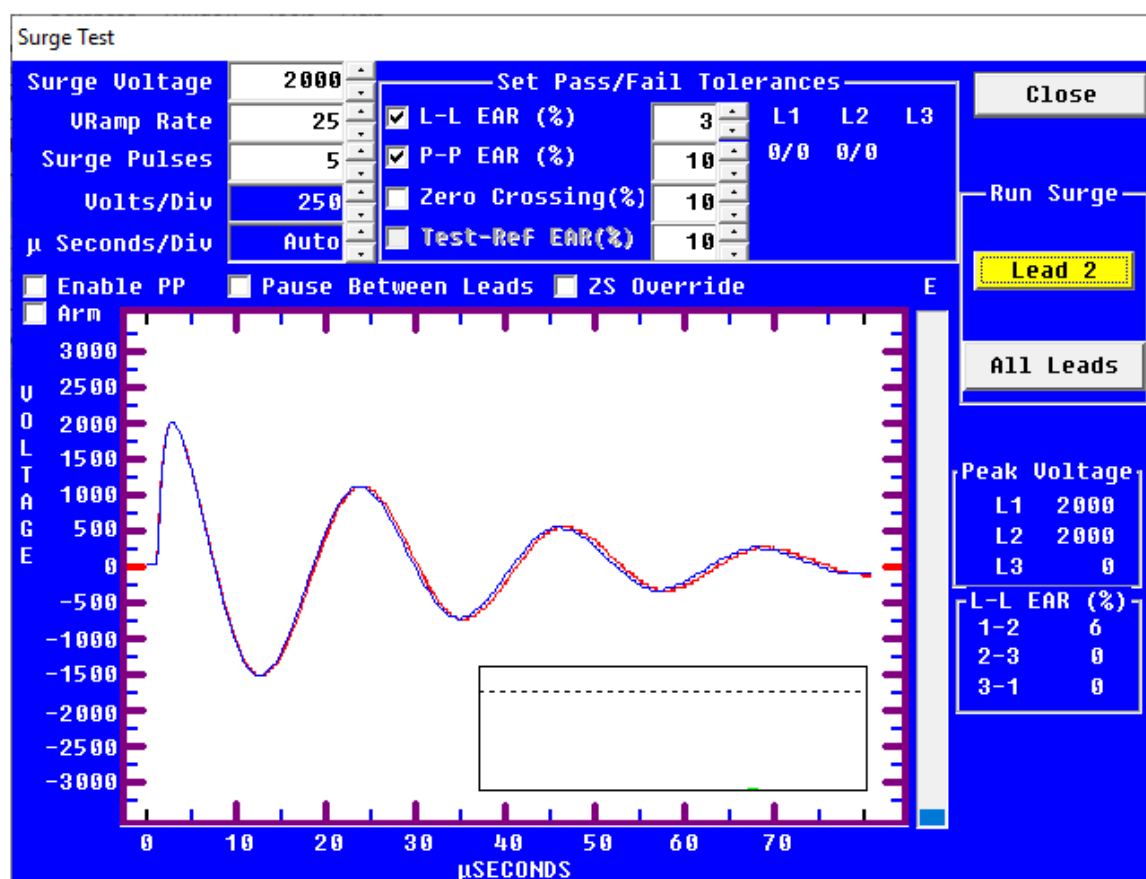 Surge Test
Surge Voltage 2000
VRamp Rate 25
Surge Pulses 5
Volts/Div 250
µ Seconds/Div Auto
Set Pass/Fail Tolerances
L-L EAR (%) 3 L1 L2 L3
P-P EAR (%) 10 0/0 0/0
Zero Crossing(%) 10
Test-Ref EAR(%) 10
Close
Run Surge
Lead 2
All Leads
Enable PP Pause Between Leads ZS Override E
Arm
VOLTAGE
3000
2500
2000
1500
1000
500
0
-500
-1000
-1500
-2000
-2500
-3000
0 10 20 30 40 50 60 70
µSECONDS
Peak Voltage
L1 2000
L2 2000
L3 0
L-L EAR (%)
1-2 6
2-3 0
3-1 0